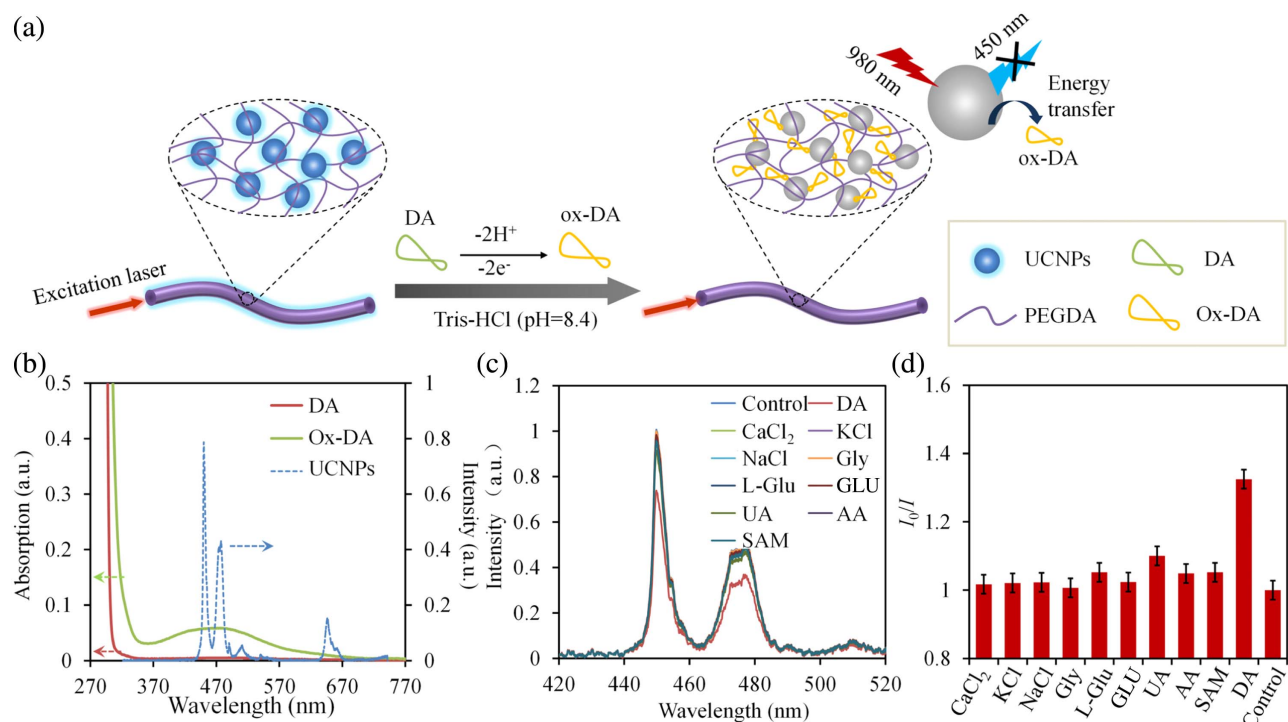 (a)
980 nm
450 nm
Energy
transfer
ox-DA
DA
-2H⁺
-2e⁻
ox-DA
Excitation laser
Tris-HCl (pH=8.4)
UCNPs
DA
PEGDA
Ox-DA
(b)
Absorption (a.u.)
0.5
0.4
0.3
0.2
0.1
0
270
370
470
570
670
770
Wavelength (nm)
1
0.8
0.6
0.4
0.2
0
Intensity (a.u.)
DA
Ox-DA
UCNPs
(c)
Intensity (a.u.)
1.2
1
0.8
0.6
0.4
0.2
0
420
440
460
480
500
520
Wavelength (nm)
Control DA
CaCl₂ KCl
NaCl Gly
L-Glu GLU
UA AA
SAM
(d)
I₀/I
1.6
1.4
1.2
1.0
0.8
CaCl₂
KCl
NaCl
Gly
L-Glu
GLU
UA
AA
SAM
DA
Control